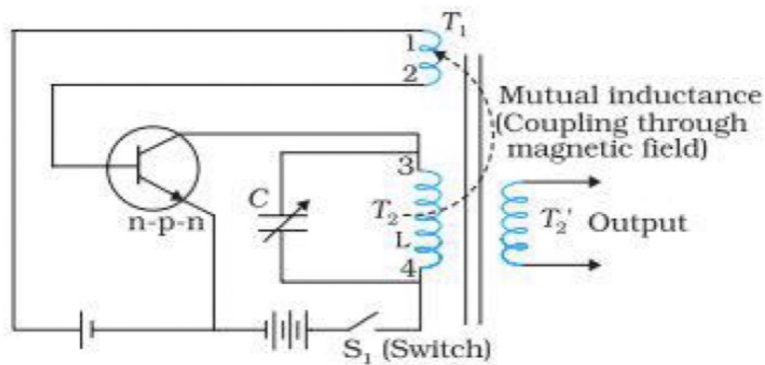 T₁
1
2
Mutual inductance
(Coupling through
magnetic field)
3
C
n-p-n
T₂
T₂' Output
L
4
S₁ (Switch)